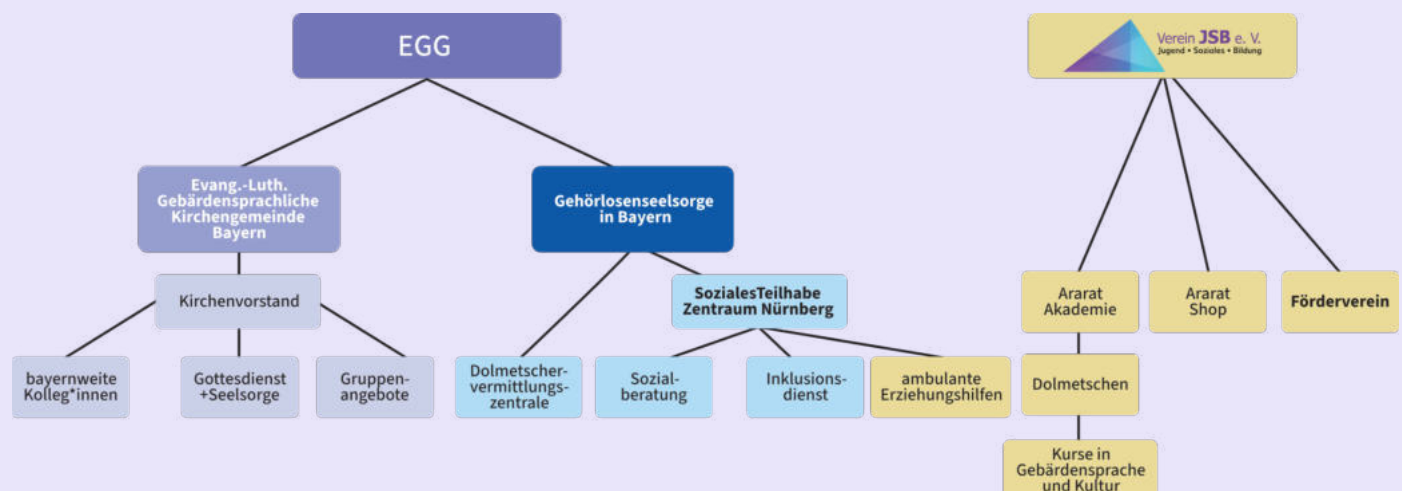 EGG
Verein JSB e. V.
Jugend • Soziales • Bildung
Evang.-Luth.
Gebärdensprachliche
Kirchengemeinde
Bayern
Gehörlosenseelsorge
in Bayern
Kirchenvorstand
SozialesTeilhabe
Zentraum Nürnberg
Ararat
Akademie
Ararat
Shop
Förderverein
bayernweite
Kolleg*innen
Gottesdienst
+Seelsorge
Gruppen-
angebote
Dolmetscher-
vermittlungs-
zentrale
Sozial-
beratung
Inklusions-
dienst
ambulante
Erziehungshilfen
Dolmetschen
Kurse in
Gebärdensprache
und Kultur